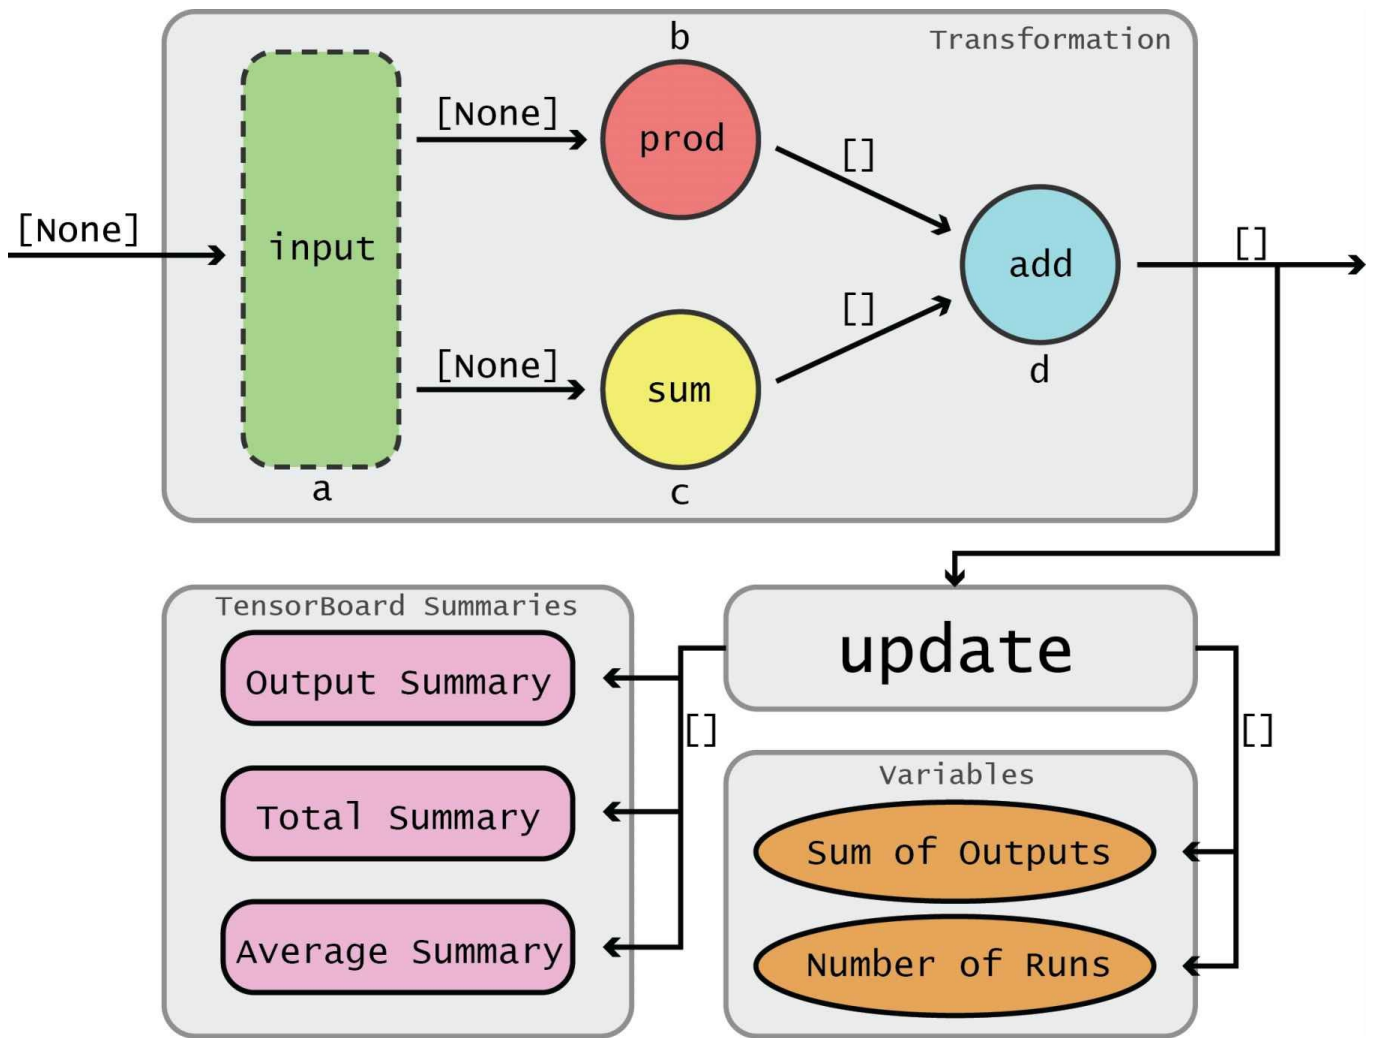 Transformation
b
[None]
prod
[]
[None]
input
add
[]
[None]
sum
[]
d
a
c
TensorBoard Summaries
Output Summary
Total Summary
Average Summary
update
[]
[]
Variables
Sum of Outputs
Number of Runs